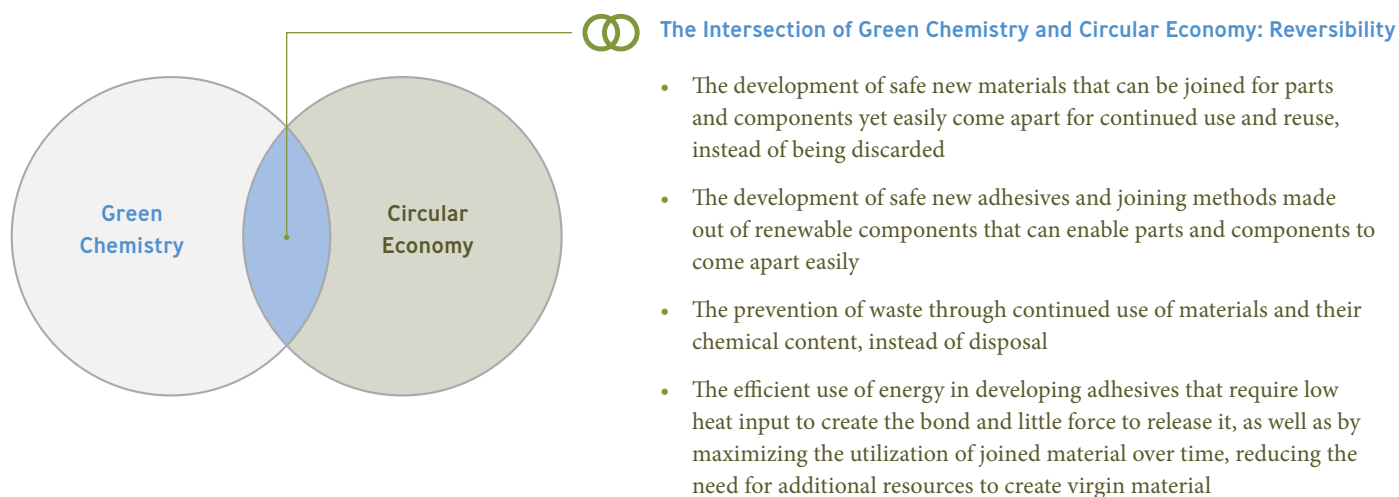 The Intersection of Green Chemistry and Circular Economy: Reversibility
Green
Chemistry
Circular
Economy
• The development of safe new materials that can be joined for parts
and components yet easily come apart for continued use and reuse,
instead of being discarded
• The development of safe new adhesives and joining methods made
out of renewable components that can enable parts and components to
come apart easily
• The prevention of waste through continued use of materials and their
chemical content, instead of disposal
• The efficient use of energy in developing adhesives that require low
heat input to create the bond and little force to release it, as well as by
maximizing the utilization of joined material over time, reducing the
need for additional resources to create virgin material